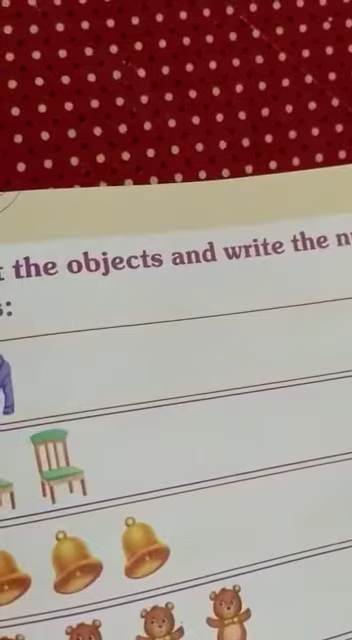 the objects and write the